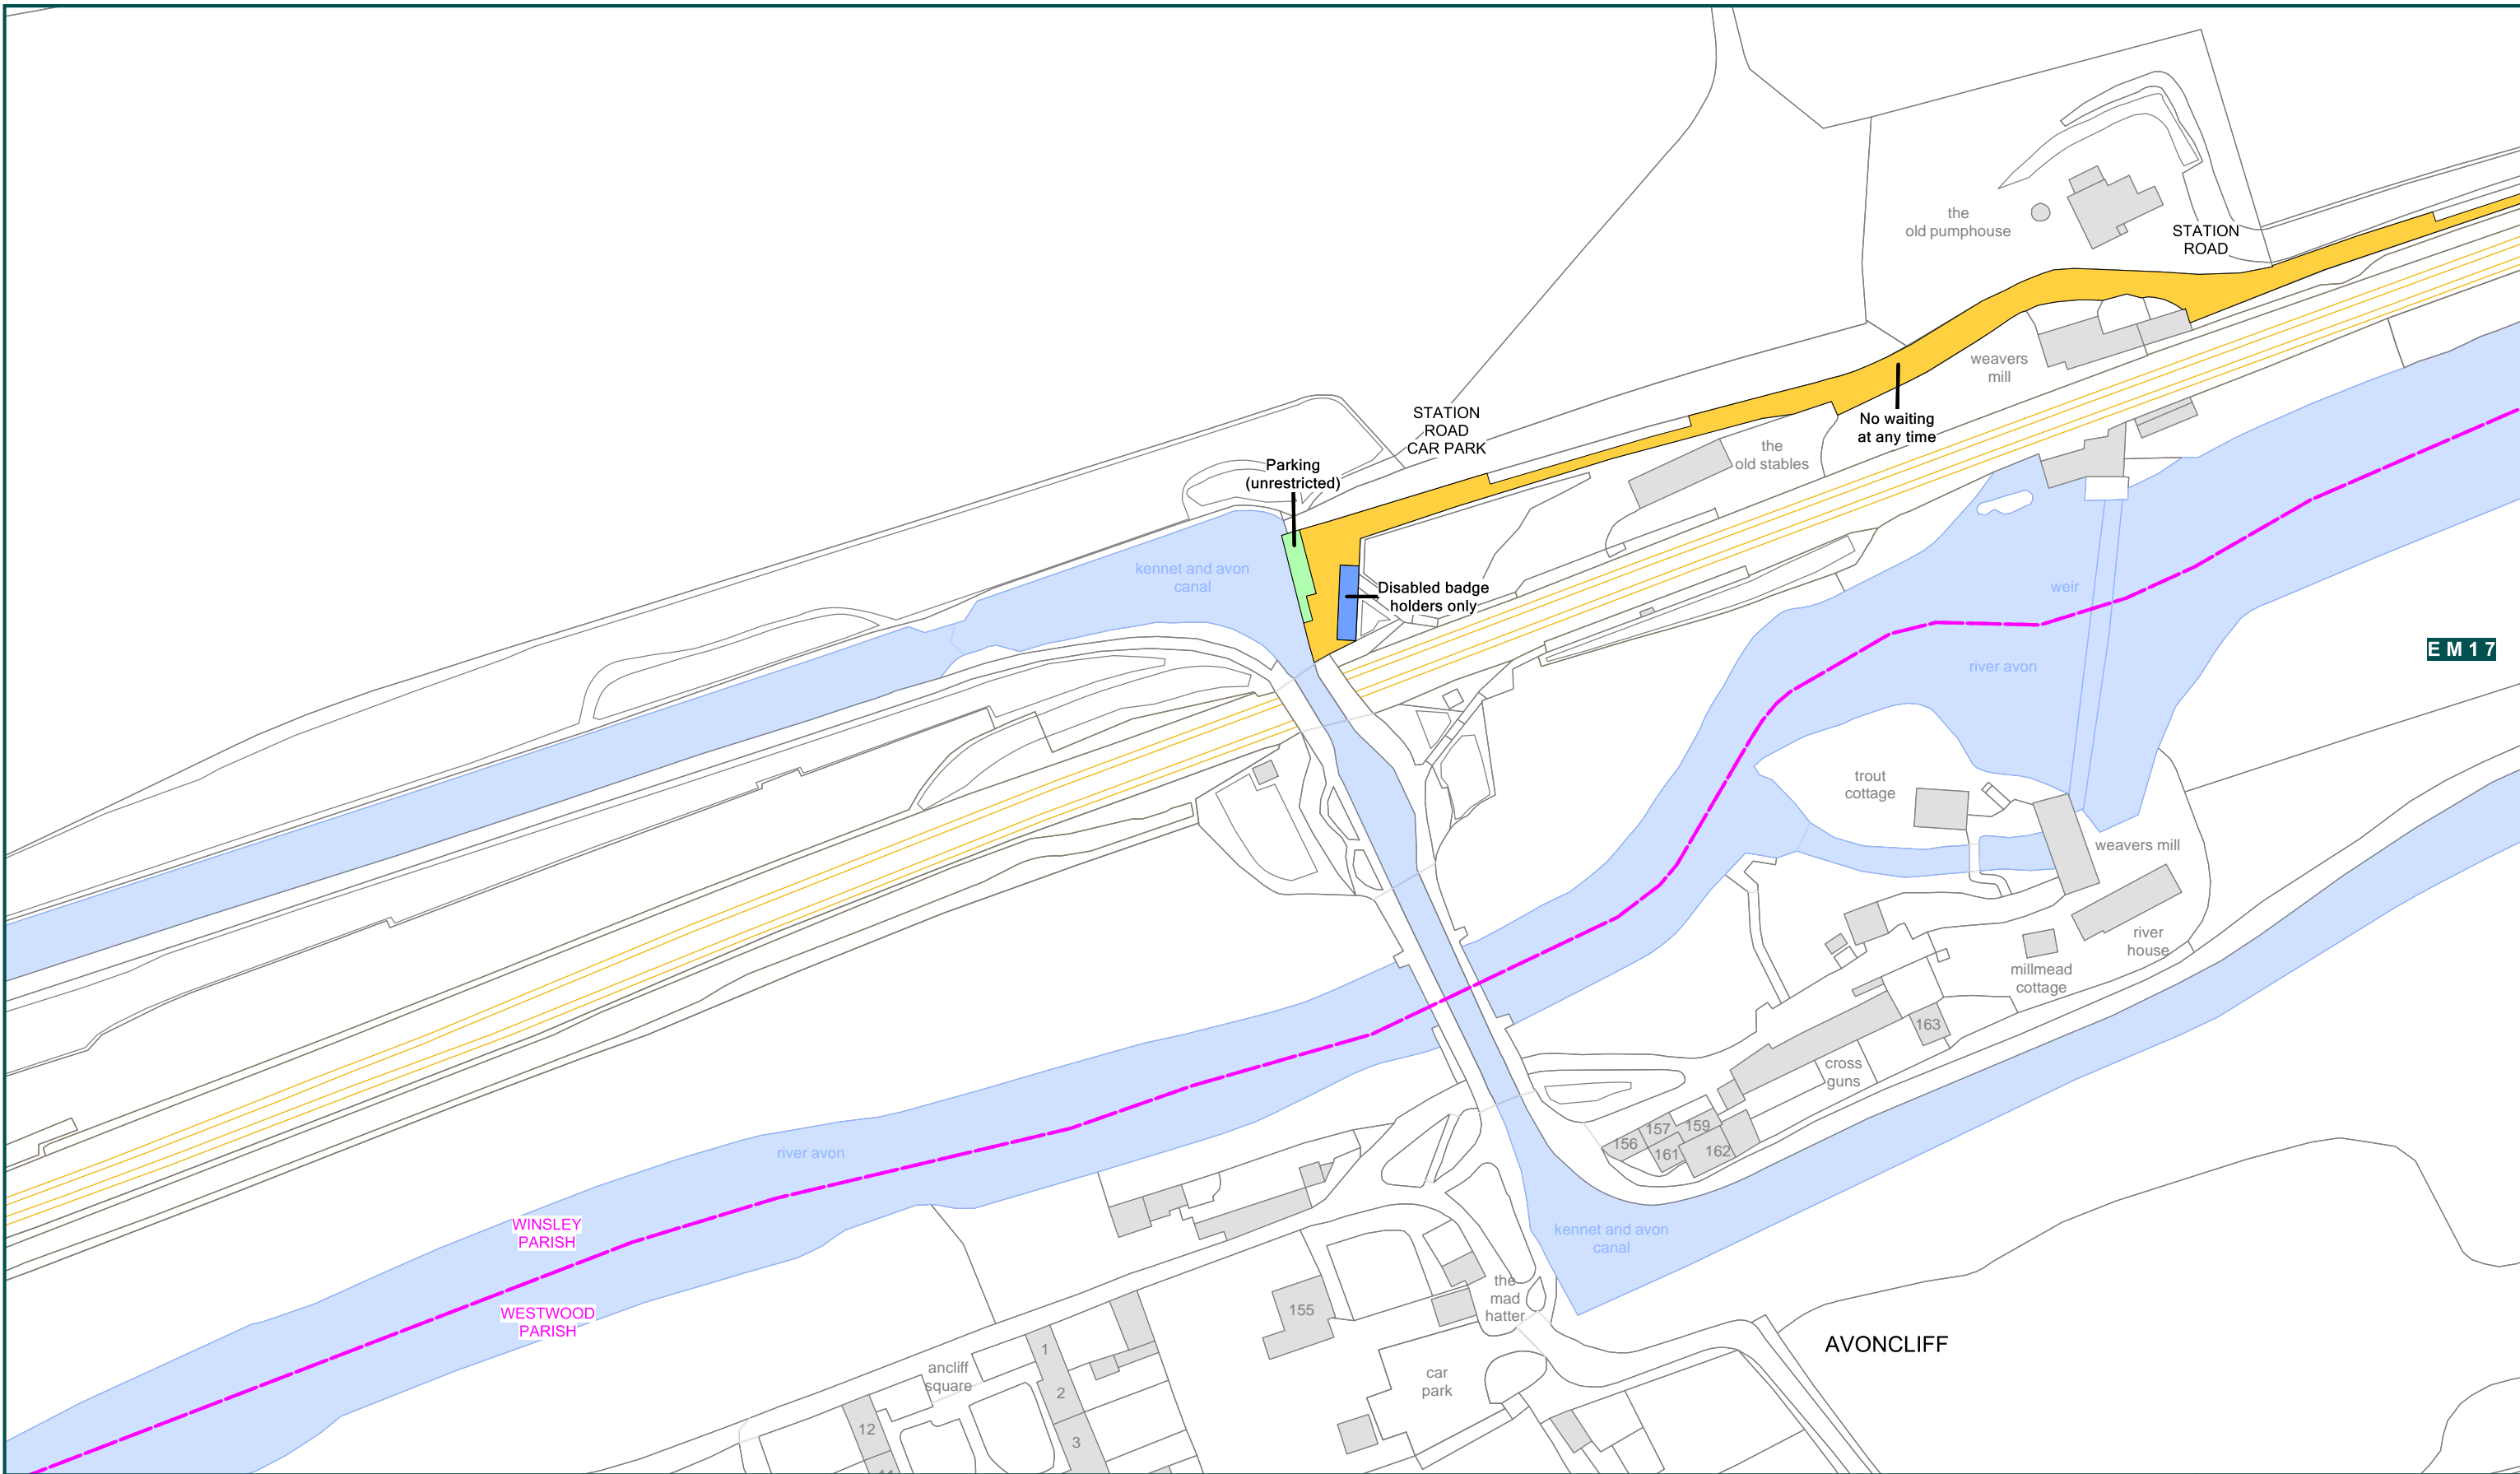 the
old pumphouse
STATION
ROAD
weavers
mill
No waiting
at any time
STATION
ROAD
CAR PARK
the
old stables
Parking
(unrestricted)
kennet and avon
canal
Disabled badge
holders only
weir
EM17
river avon
trout
cottage
weavers mill
river
house
millmead
cottage
163
cross
guns
156
157
159
161
162
river avon
WINSLEY
PARISH
kennet and avon
canal
WESTWOOD
PARISH
the
mad
hatter
155
AVONCLIFF
1
ancliff
square
car
park
2
12
3